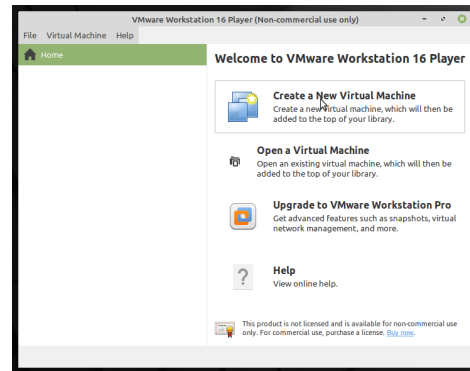 VMware Workstation 16 Player (Non-commercial use only)
File Virtual Machine Help
Home
Welcome to VMware Workstation 16 Player
Create a New Virtual Machine
Create a new virtual machine, which will then be
added to the top of your library.
Open a Virtual Machine
Open an existing virtual machine, which will then be
added to the top of your library.
Upgrade to VMware Workstation Pro
Get advanced features such as snapshots, virtual
network management, and more.
Help
View online help.
This product is not licensed and is available for non-commercial use
only. For commercial use, purchase a license. Buy now.